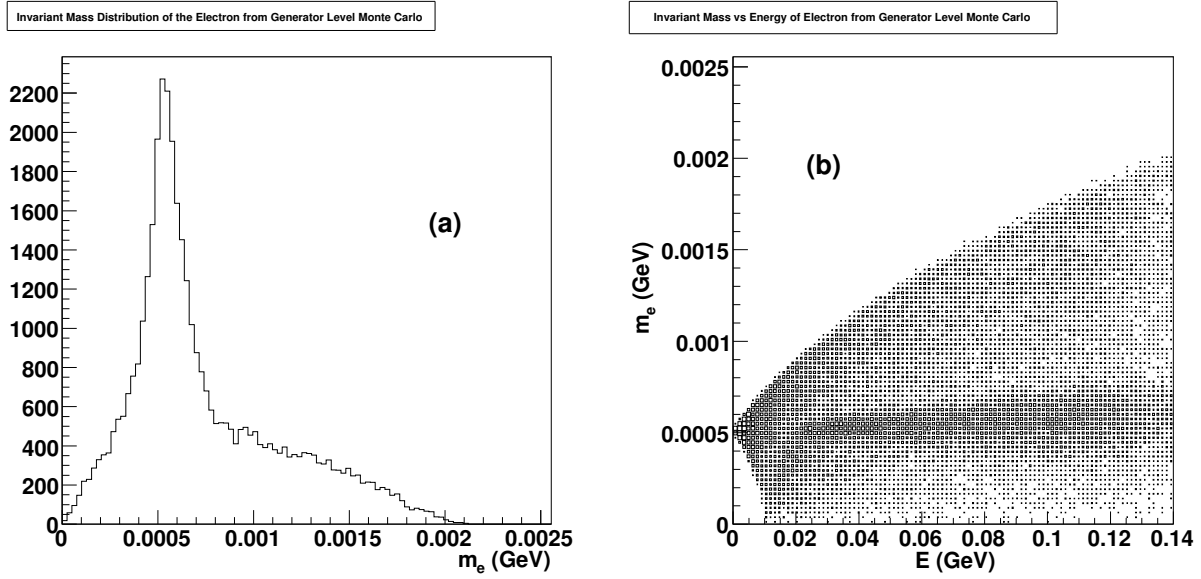 Invariant Mass Distribution of the Electron from Generator Level Monte Carlo
2200
2000
1800
1600
1400
1200
1000
800
600
400
200
0
(a)
0 0.0005 0.001 0.0015 0.002 0.0025
m_e (GeV)
Invariant Mass vs Energy of Electron from Generator Level Monte Carlo
m_e (GeV)
0.0025
0.002
0.0015
0.001
0.0005
0
(b)
0 0.02 0.04 0.06 0.08 0.1 0.12 0.14
E (GeV)